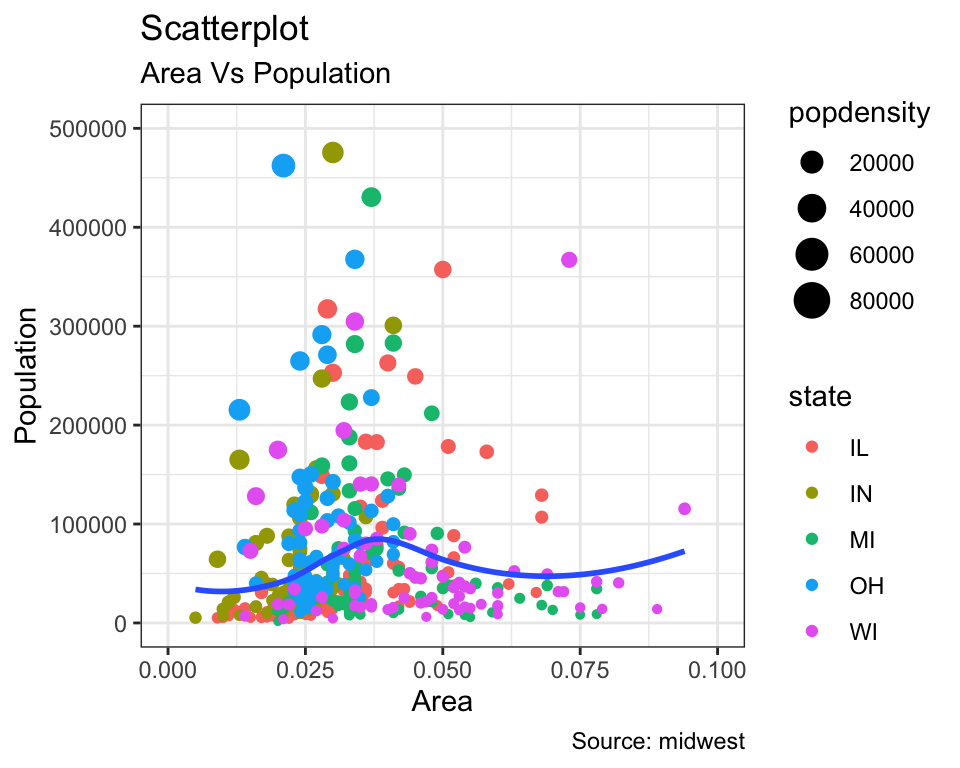 Scatterplot
Area Vs Population
500000
400000
300000
200000
100000
0
Population
0.000 0.025 0.050 0.075 0.100
Area
Source: midwest
popdensity
20000
40000
60000
80000
state
IL
IN
MI
OH
WI